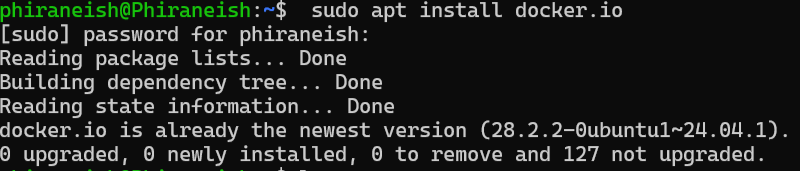 phiraneish@Phiraneish:~$  sudo apt install docker.io
[sudo] password for phiraneish:
Reading package lists... Done
Building dependency tree... Done
Reading state information... Done
docker.io is already the newest version (28.2.2-0ubuntu1~24.04.1).
0 upgraded, 0 newly installed, 0 to remove and 127 not upgraded.